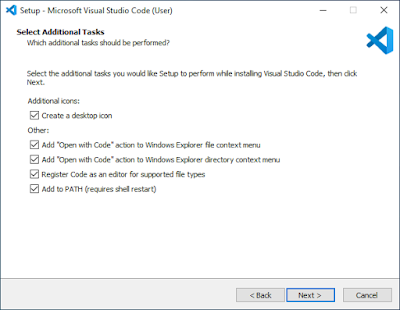 Setup - Microsoft Visual Studio Code (User)
Select Additional Tasks
Which additional tasks should be performed?
Select the additional tasks you would like Setup to perform while installing Visual Studio Code, then click
Next.
Additional icons:
Create a desktop icon
Other:
Add "Open with Code" action to Windows Explorer file context menu
Add "Open with Code" action to Windows Explorer directory context menu
Register Code as an editor for supported file types
Add to PATH (requires shell restart)
< Back Next > Cancel